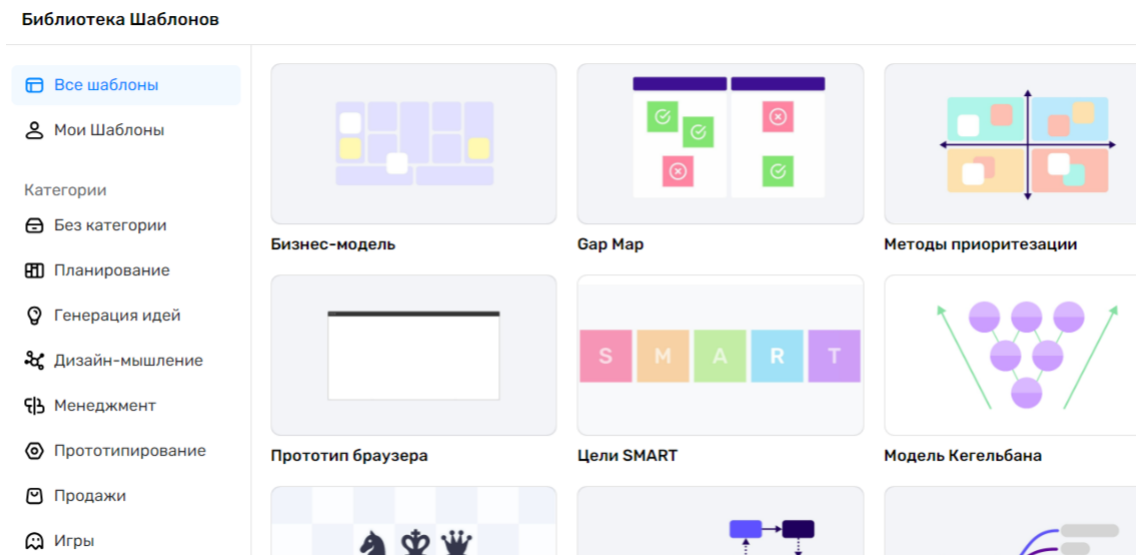 Библиотека Шаблонов
Все шаблоны
Мои Шаблоны
Категории
Без категории
Планирование
Генерация идей
Дизайн-мышление
Менеджмент
Прототипирование
Продажи
Игры
Бизнес-модель
Gap Map
Методы приоритезации
S M A R T
Прототип браузера
Цели SMART
Модель Кегельбана